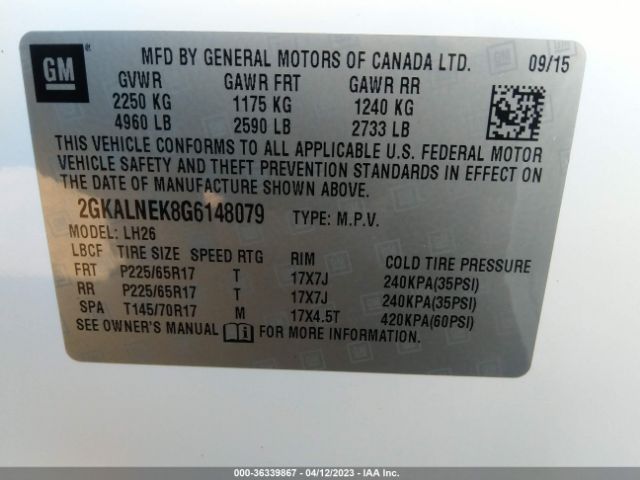 GM
MFD BY GENERAL MOTORS OF CANADA LTD. 09/15
GVWR GAWR FRT GAWR RR
2250 KG 1175 KG 1240 KG
4960 LB 2590 LB 2733 LB
THIS VEHICLE CONFORMS TO ALL APPLICABLE U.S. FEDERAL MOTOR
VEHICLE SAFETY AND THEFT PREVENTION STANDARDS IN EFFECT ON
THE DATE OF MANUFACTURE SHOWN ABOVE.
2GKALNEK8G6148079 TYPE: M.P.V.
MODEL: LH26
LBCF TIRE SIZE SPEED RTG RIM COLD TIRE PRESSURE
FRT P225/65R17 T 17X7J 240KPA(35PSI)
RR P225/65R17 T 17X7J 240KPA(35PSI)
SPA T145/70R17 M 17X4.5T 420KPA(60PSI)
SEE OWNER'S MANUAL FOR MORE INFORMATION.
000-36339867 - 04/12/2023 - IAA Inc.